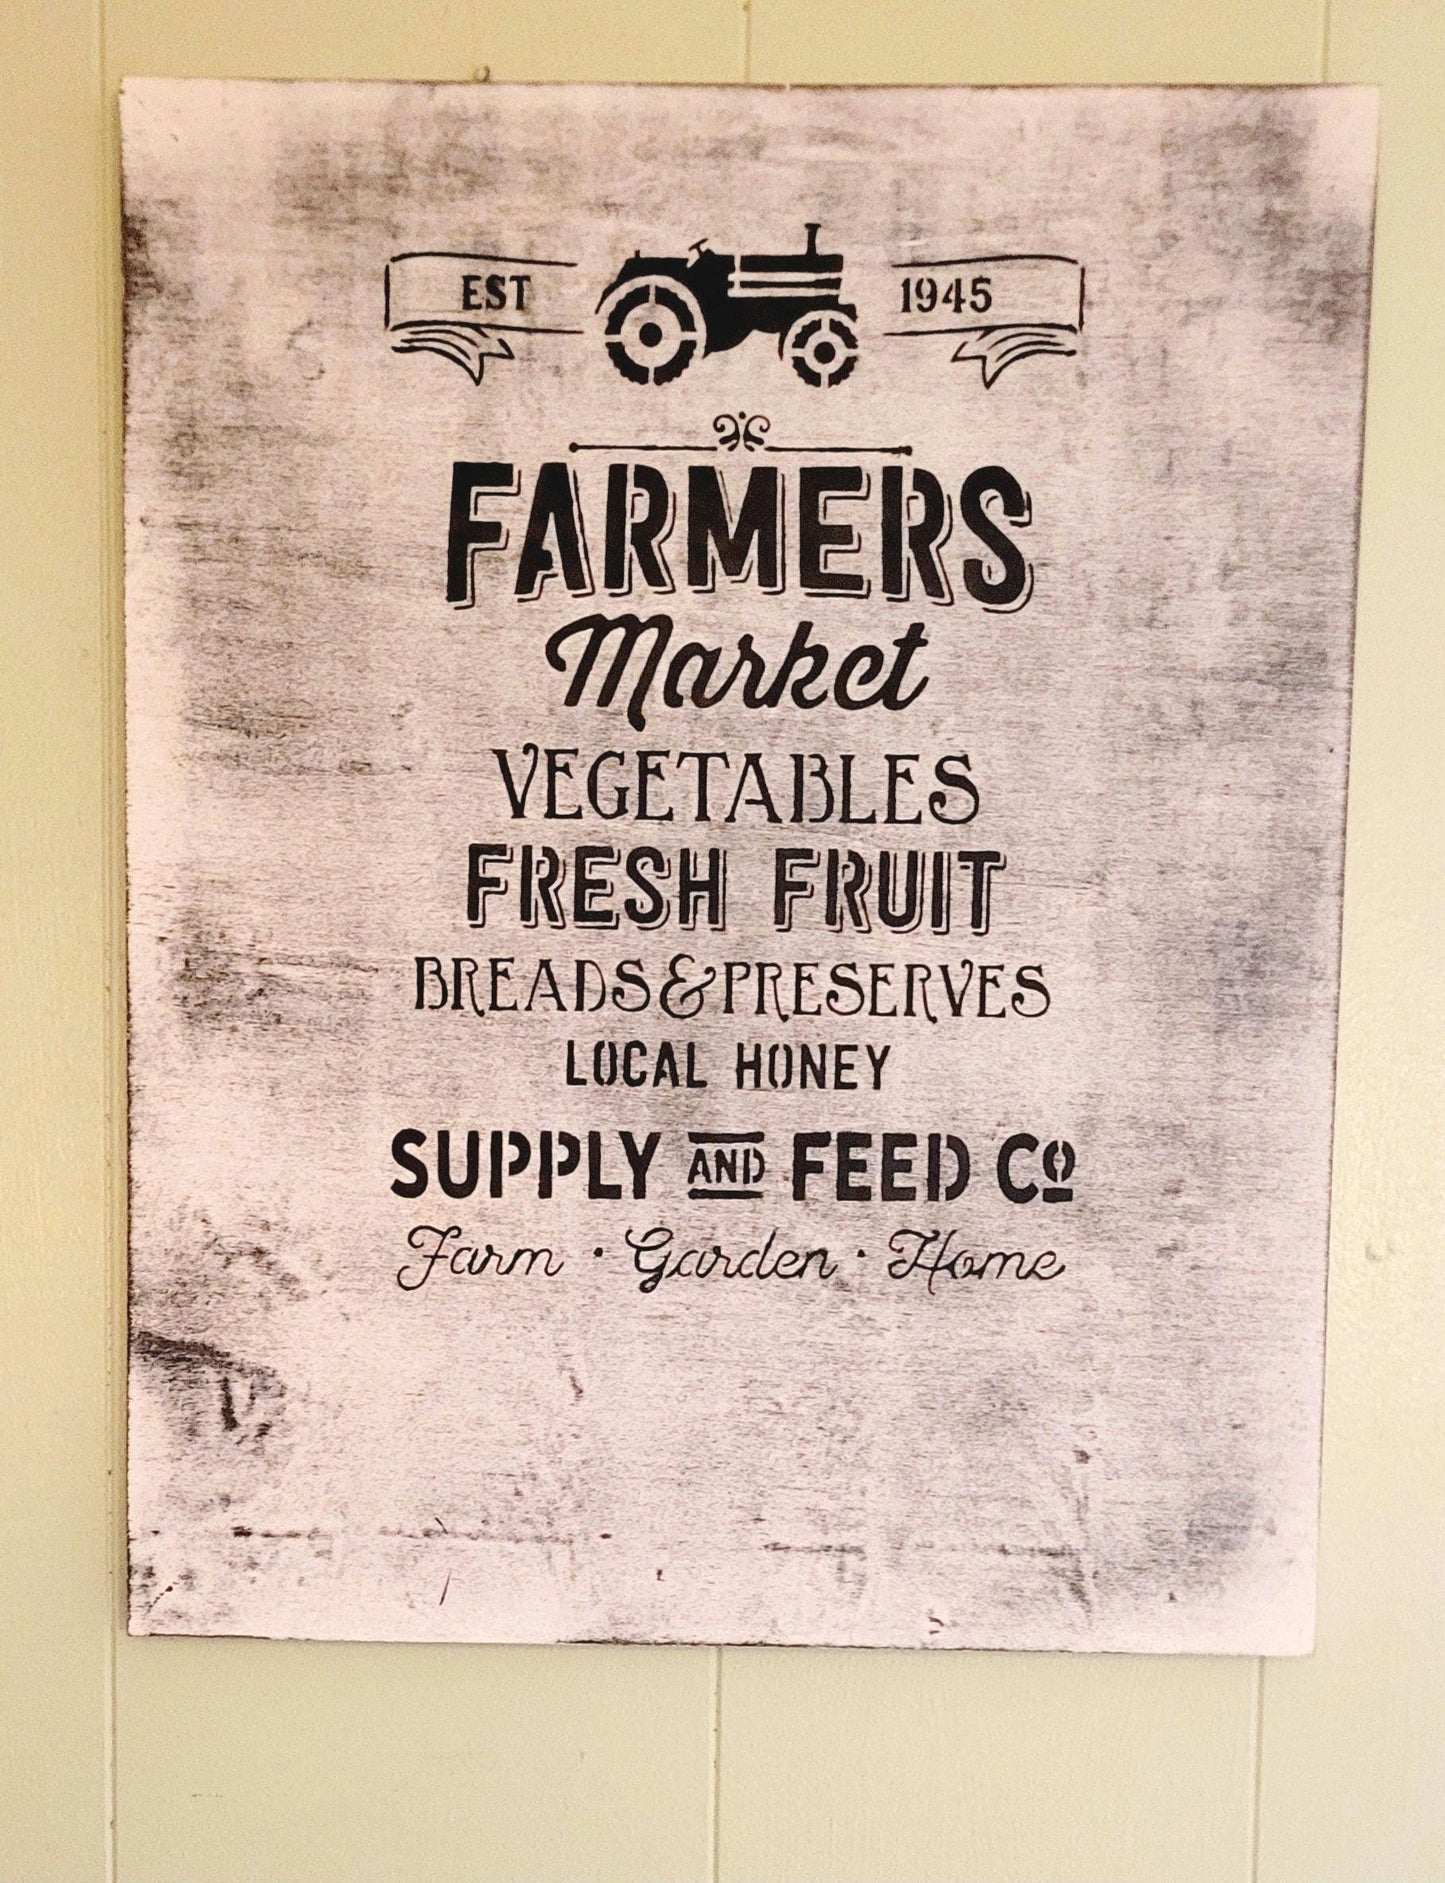 EST 1945
FARMERS
Market
VEGETABLES
FRESH FRUIT
BREADS & PRESERVES
LOCAL HONEY
SUPPLY AND FEED CO
Farm · Garden · Home